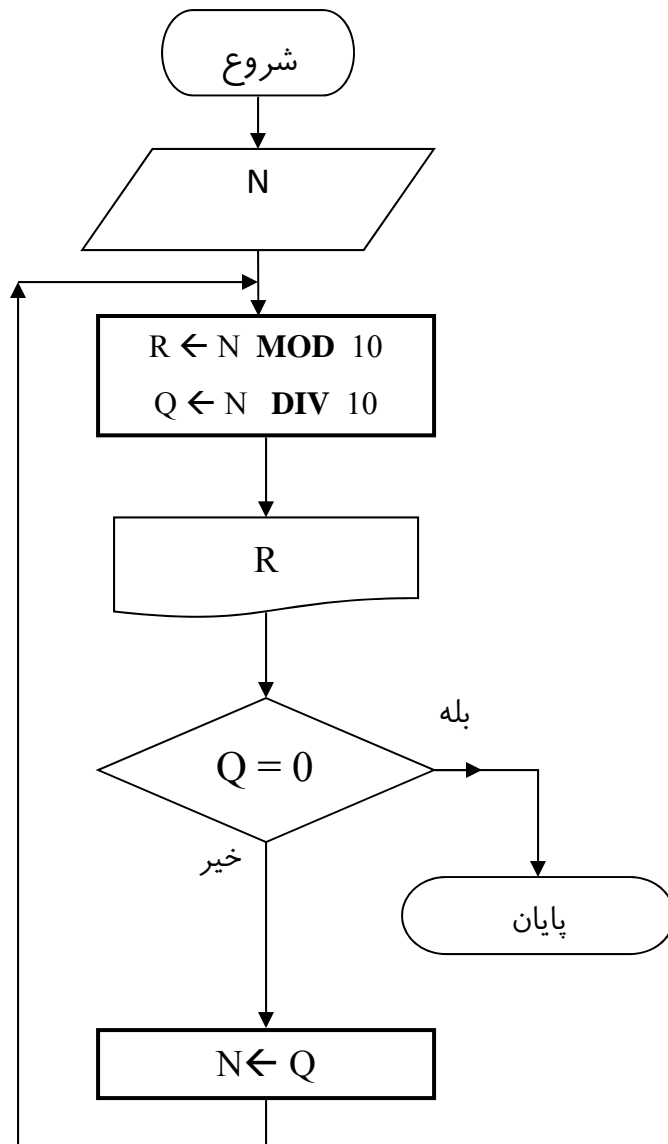 شروع
N
R ← N MOD 10
Q ← N DIV 10
R
بله
Q = 0
خیر
پایان
N← Q